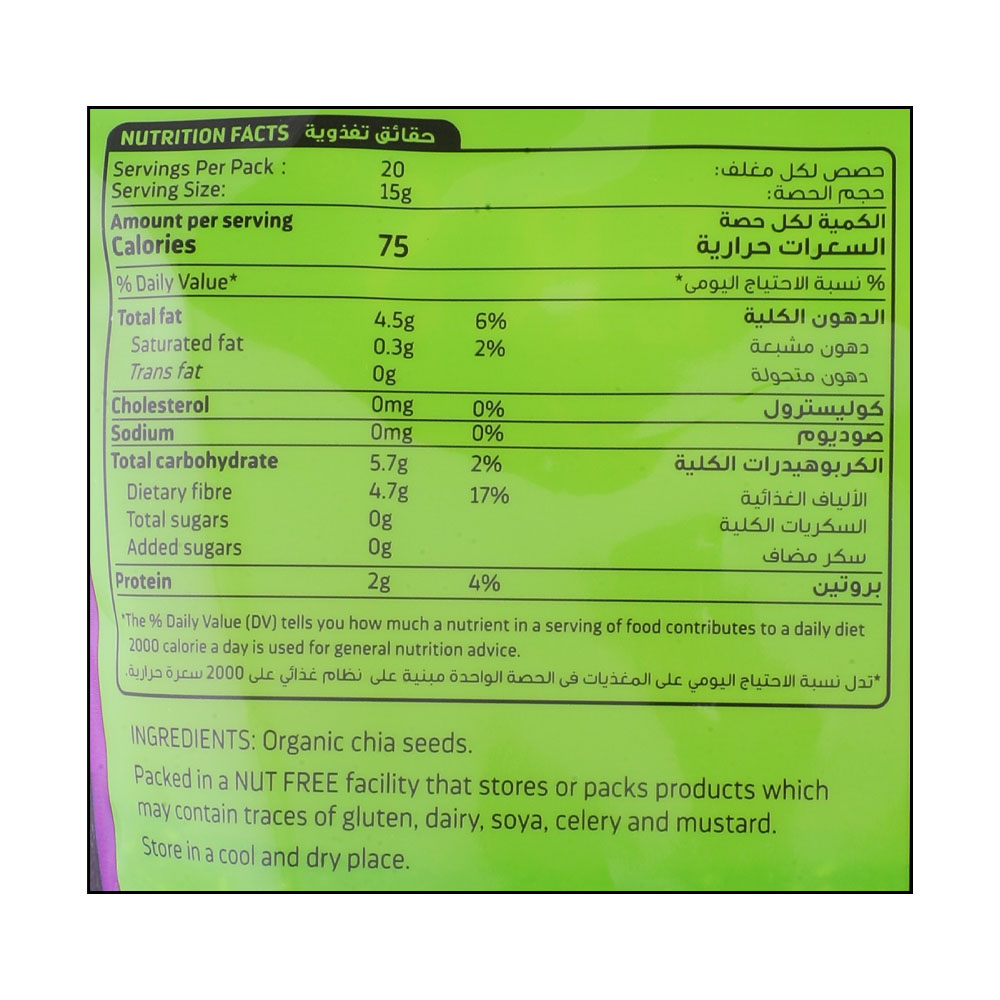 NUTRITION FACTS حقائق تغذوية
Servings Per Pack : 20 حصص لكل مغلف:
Serving Size: 15g حجم الحصة:
Amount per serving الكمية لكل حصة
Calories 75 السعرات حرارية
% Daily Value* % نسبة الاحتياج اليومي*
Total fat 4.5g 6% الدهون الكلية
Saturated fat 0.3g 2% دهون مشبعة
Trans fat 0g دهون متحولة
Cholesterol 0mg 0% كوليسترول
Sodium 0mg 0% صوديوم
Total carbohydrate 5.7g 2% الكربوهيدرات الكلية
Dietary fibre 4.7g 17% الألياف الغذائية
Total sugars 0g السكريات الكلية
Added sugars 0g سكر مضاف
Protein 2g 4% بروتين
*The % Daily Value (DV) tells you how much a nutrient in a serving of food contributes to a daily diet
2000 calorie a day is used for general nutrition advice.
*تدل نسبة الاحتياج اليومي على المغذيات فى الحصة الواحدة مبنية على نظام غذائي على 2000 سعرة حرارية.
INGREDIENTS: Organic chia seeds.
Packed in a NUT FREE facility that stores or packs products which
may contain traces of gluten, dairy, soya, celery and mustard.
Store in a cool and dry place.